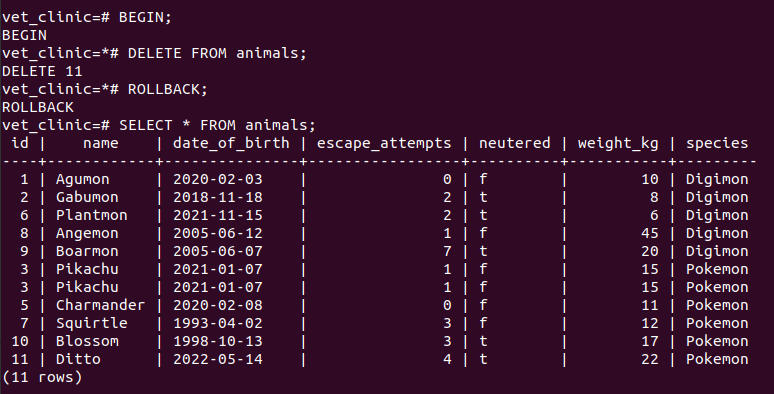 vet_clinic=# BEGIN;
BEGIN
vet_clinic=*# DELETE FROM animals;
DELETE 11
vet_clinic=*# ROLLBACK;
ROLLBACK
vet_clinic=# SELECT * FROM animals;
 id |    name    | date_of_birth | escape_attempts | neutered | weight_kg | species
----+------------+---------------+-----------------+----------+-----------+---------
  1 | Agumon     | 2020-02-03    |               0 | f        |        10 | Digimon
  2 | Gabumon    | 2018-11-18    |               2 | t        |         8 | Digimon
  6 | Plantmon   | 2021-11-15    |               2 | t        |         6 | Digimon
  8 | Angemon    | 2005-06-12    |               1 | f        |        45 | Digimon
  9 | Boarmon    | 2005-06-07    |               7 | t        |        20 | Digimon
  3 | Pikachu    | 2021-01-07    |               1 | f        |        15 | Pokemon
  3 | Pikachu    | 2021-01-07    |               1 | f        |        15 | Pokemon
  5 | Charmander | 2020-02-08    |               0 | f        |        11 | Pokemon
  7 | Squirtle   | 1993-04-02    |               3 | f        |        12 | Pokemon
 10 | Blossom    | 1998-10-13    |               3 | t        |        17 | Pokemon
 11 | Ditto      | 2022-05-14    |               4 | t        |        22 | Pokemon
(11 rows)